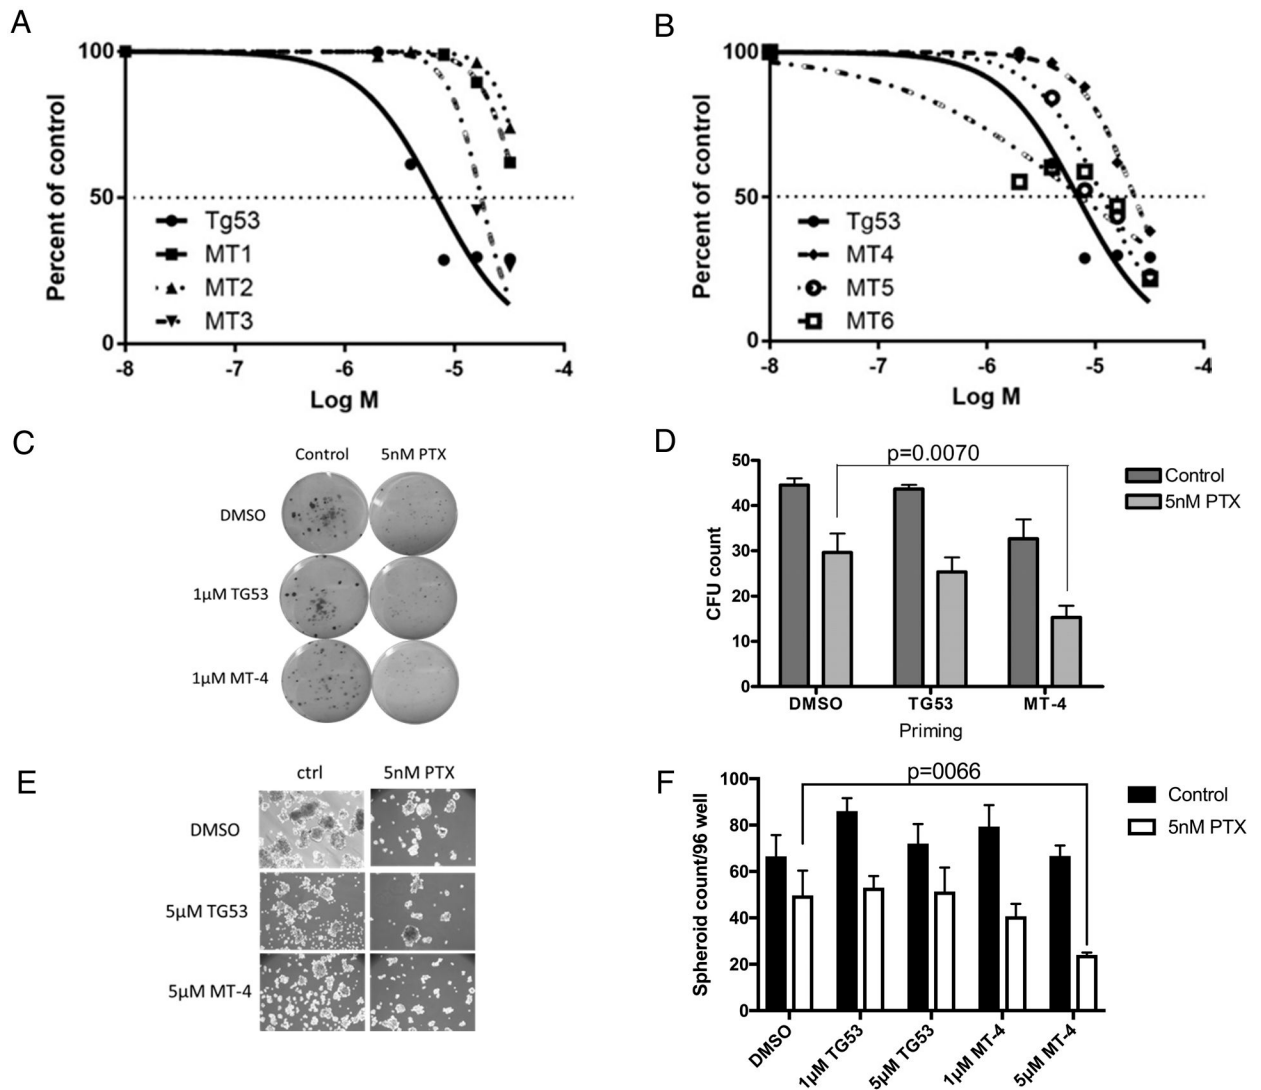 A
100
50
0
Percent of control
Tg53
MT1
MT2
MT3
-8 -7 -6 -5 -4
Log M
B
100
50
0
Percent of control
Tg53
MT4
MT5
MT6
-8 -7 -6 -5 -4
Log M
C
Control 5nM PTX
DMSO
1µM TG53
1µM MT-4
D
p=0.0070
50
40
30
20
10
0
CFU count
Control
5nM PTX
DMSO TG53 MT-4
Priming
E
ctrl 5nM PTX
DMSO
5µM TG53
5µM MT-4
F
p=0066
100
80
60
40
20
0
Spheroid count/96 well
Control
5nM PTX
DMSO
1µM TG53
5µM TG53
1µM MT-4
5µM MT-4